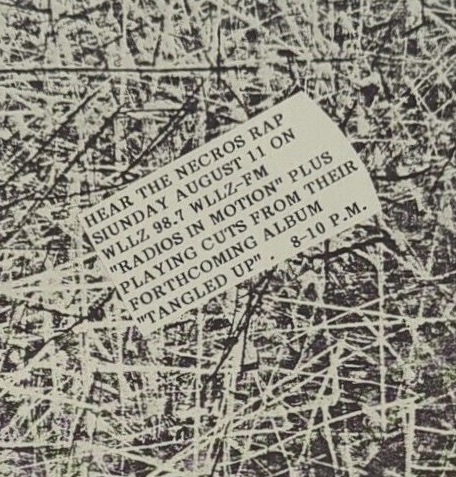 HEAR THE NECROS RAP
SIUNDAY AUGUST 11 ON
WLLZ 98.7 WLLZ-FM
"RADIOS IN MOTION" PLUS
PLAYING CUTS FROM THEIR
FORTHCOMING ALBUM
"TANGLED UP". 8-10 P.M.